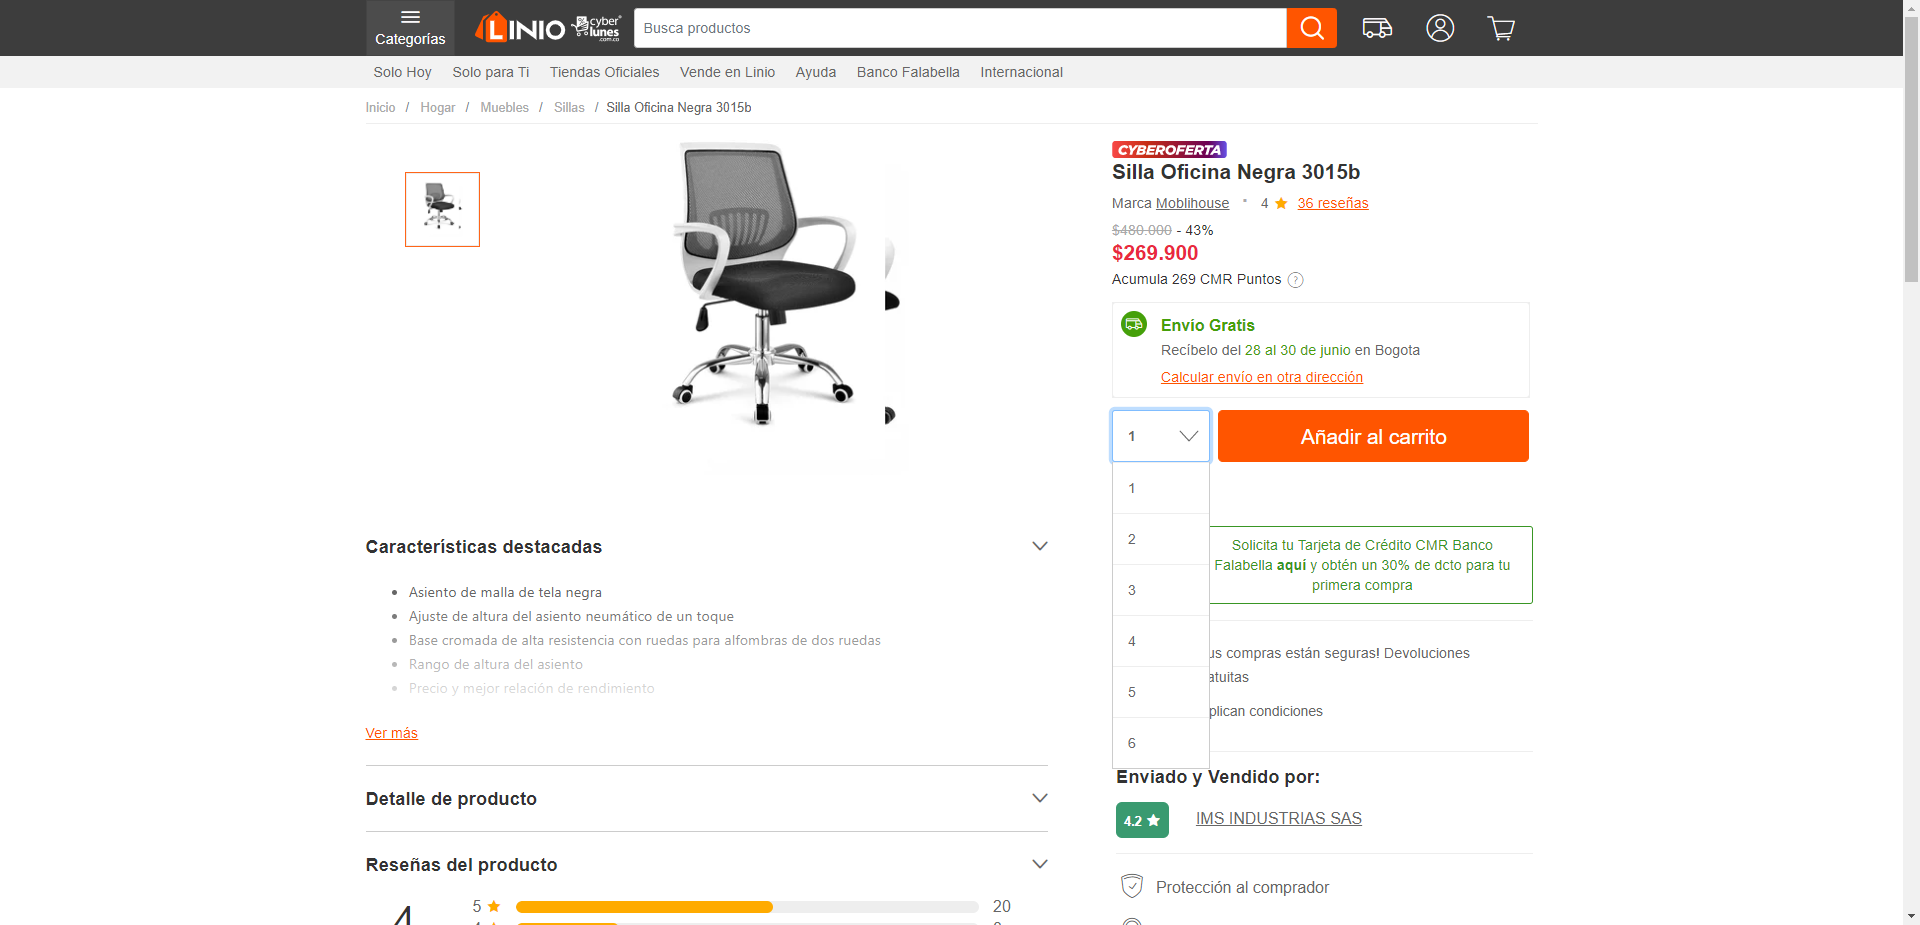 Categorías
LINIO
cyber
lunes
.com.co
Busca productos
Solo Hoy
Solo para Ti
Tiendas Oficiales
Vende en Linio
Ayuda
Banco Falabella
Internacional
Inicio / Hogar / Muebles / Sillas / Silla Oficina Negra 3015b
CYBEROFERTA
Silla Oficina Negra 3015b
Marca Moblihouse • 4 36 reseñas
$480.000 - 43%
$269.900
Acumula 269 CMR Puntos ?
Envío Gratis
Recíbelo del 28 al 30 de junio en Bogota
Calcular envío en otra dirección
1
Añadir al carrito
1
2
3
4
5
6
Solicita tu Tarjeta de Crédito CMR Banco
Falabella aquí y obtén un 30% de dcto para tu
primera compra
us compras están seguras! Devoluciones
atuitas
plican condiciones
Enviado y Vendido por:
4.2
IMS INDUSTRIAS SAS
Protección al comprador
Características destacadas
Asiento de malla de tela negra
Ajuste de altura del asiento neumático de un toque
Base cromada de alta resistencia con ruedas para alfombras de dos ruedas
Rango de altura del asiento
Precio y mejor relación de rendimiento
Ver más
Detalle de producto
Reseñas del producto
4
5
20